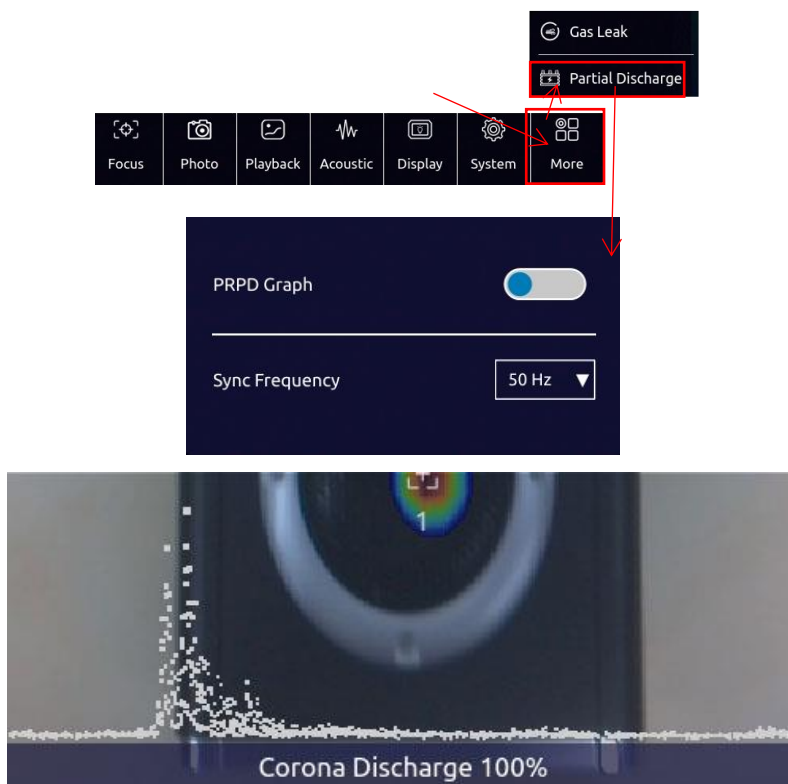 Gas Leak
Partial Discharge
Focus Photo Playback Acoustic Display System More
PRPD Graph
Sync Frequency 50 Hz
1
Corona Discharge 100%